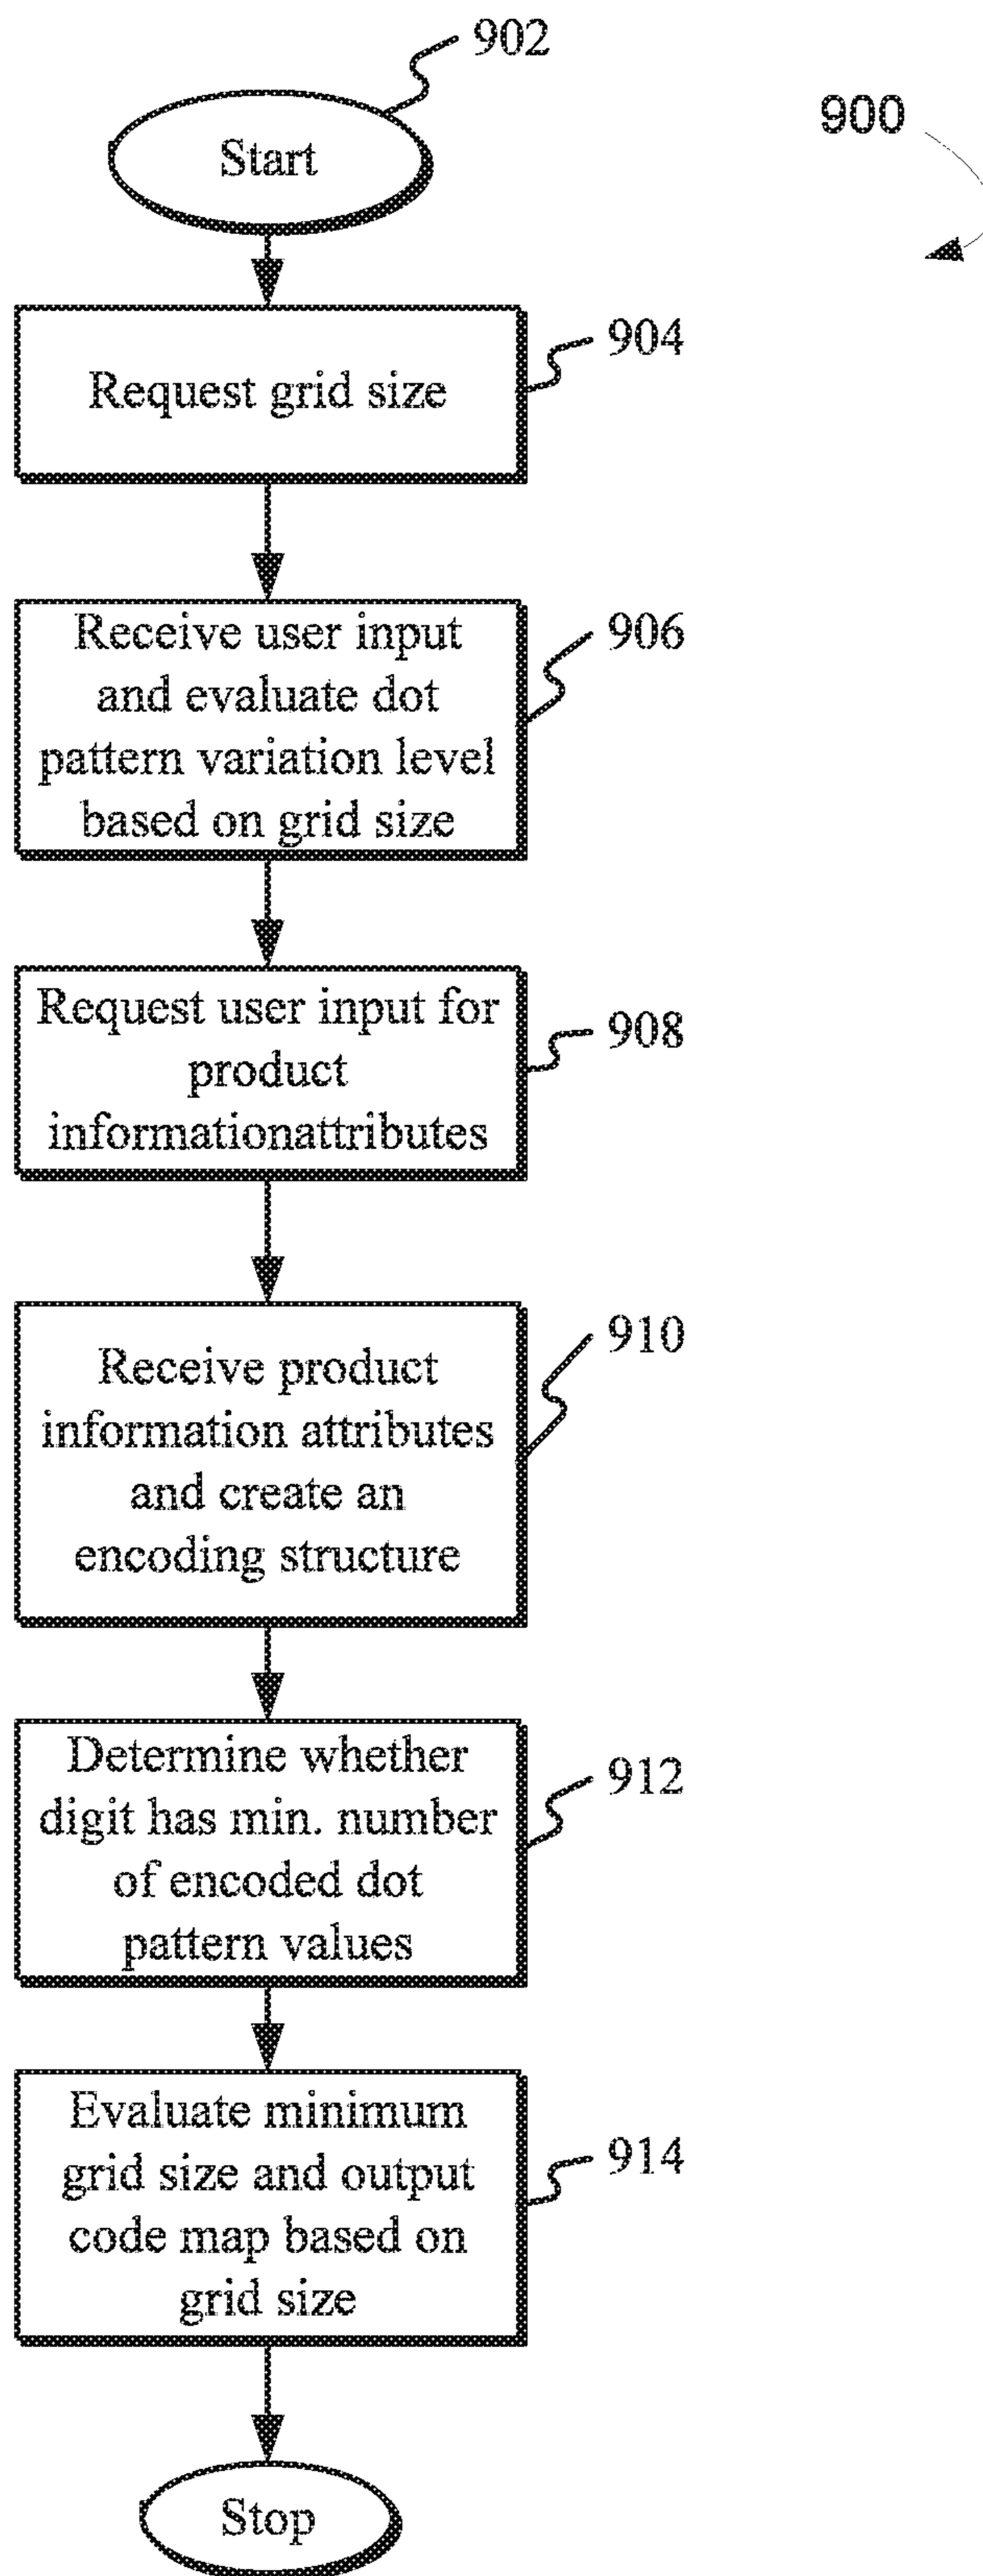 902
Start
900
904
Request grid size
906
Receive user input
and evaluate dot
pattern variation level
based on grid size
Request user input for
908
product
informationattributes
910
Receive product
information attributes
and create an
encoding structure
Determine whether
912
digit has min. number
of encoded dot
pattern values
Evaluate minimum
914
grid size and output
code map based on
grid size
Stop